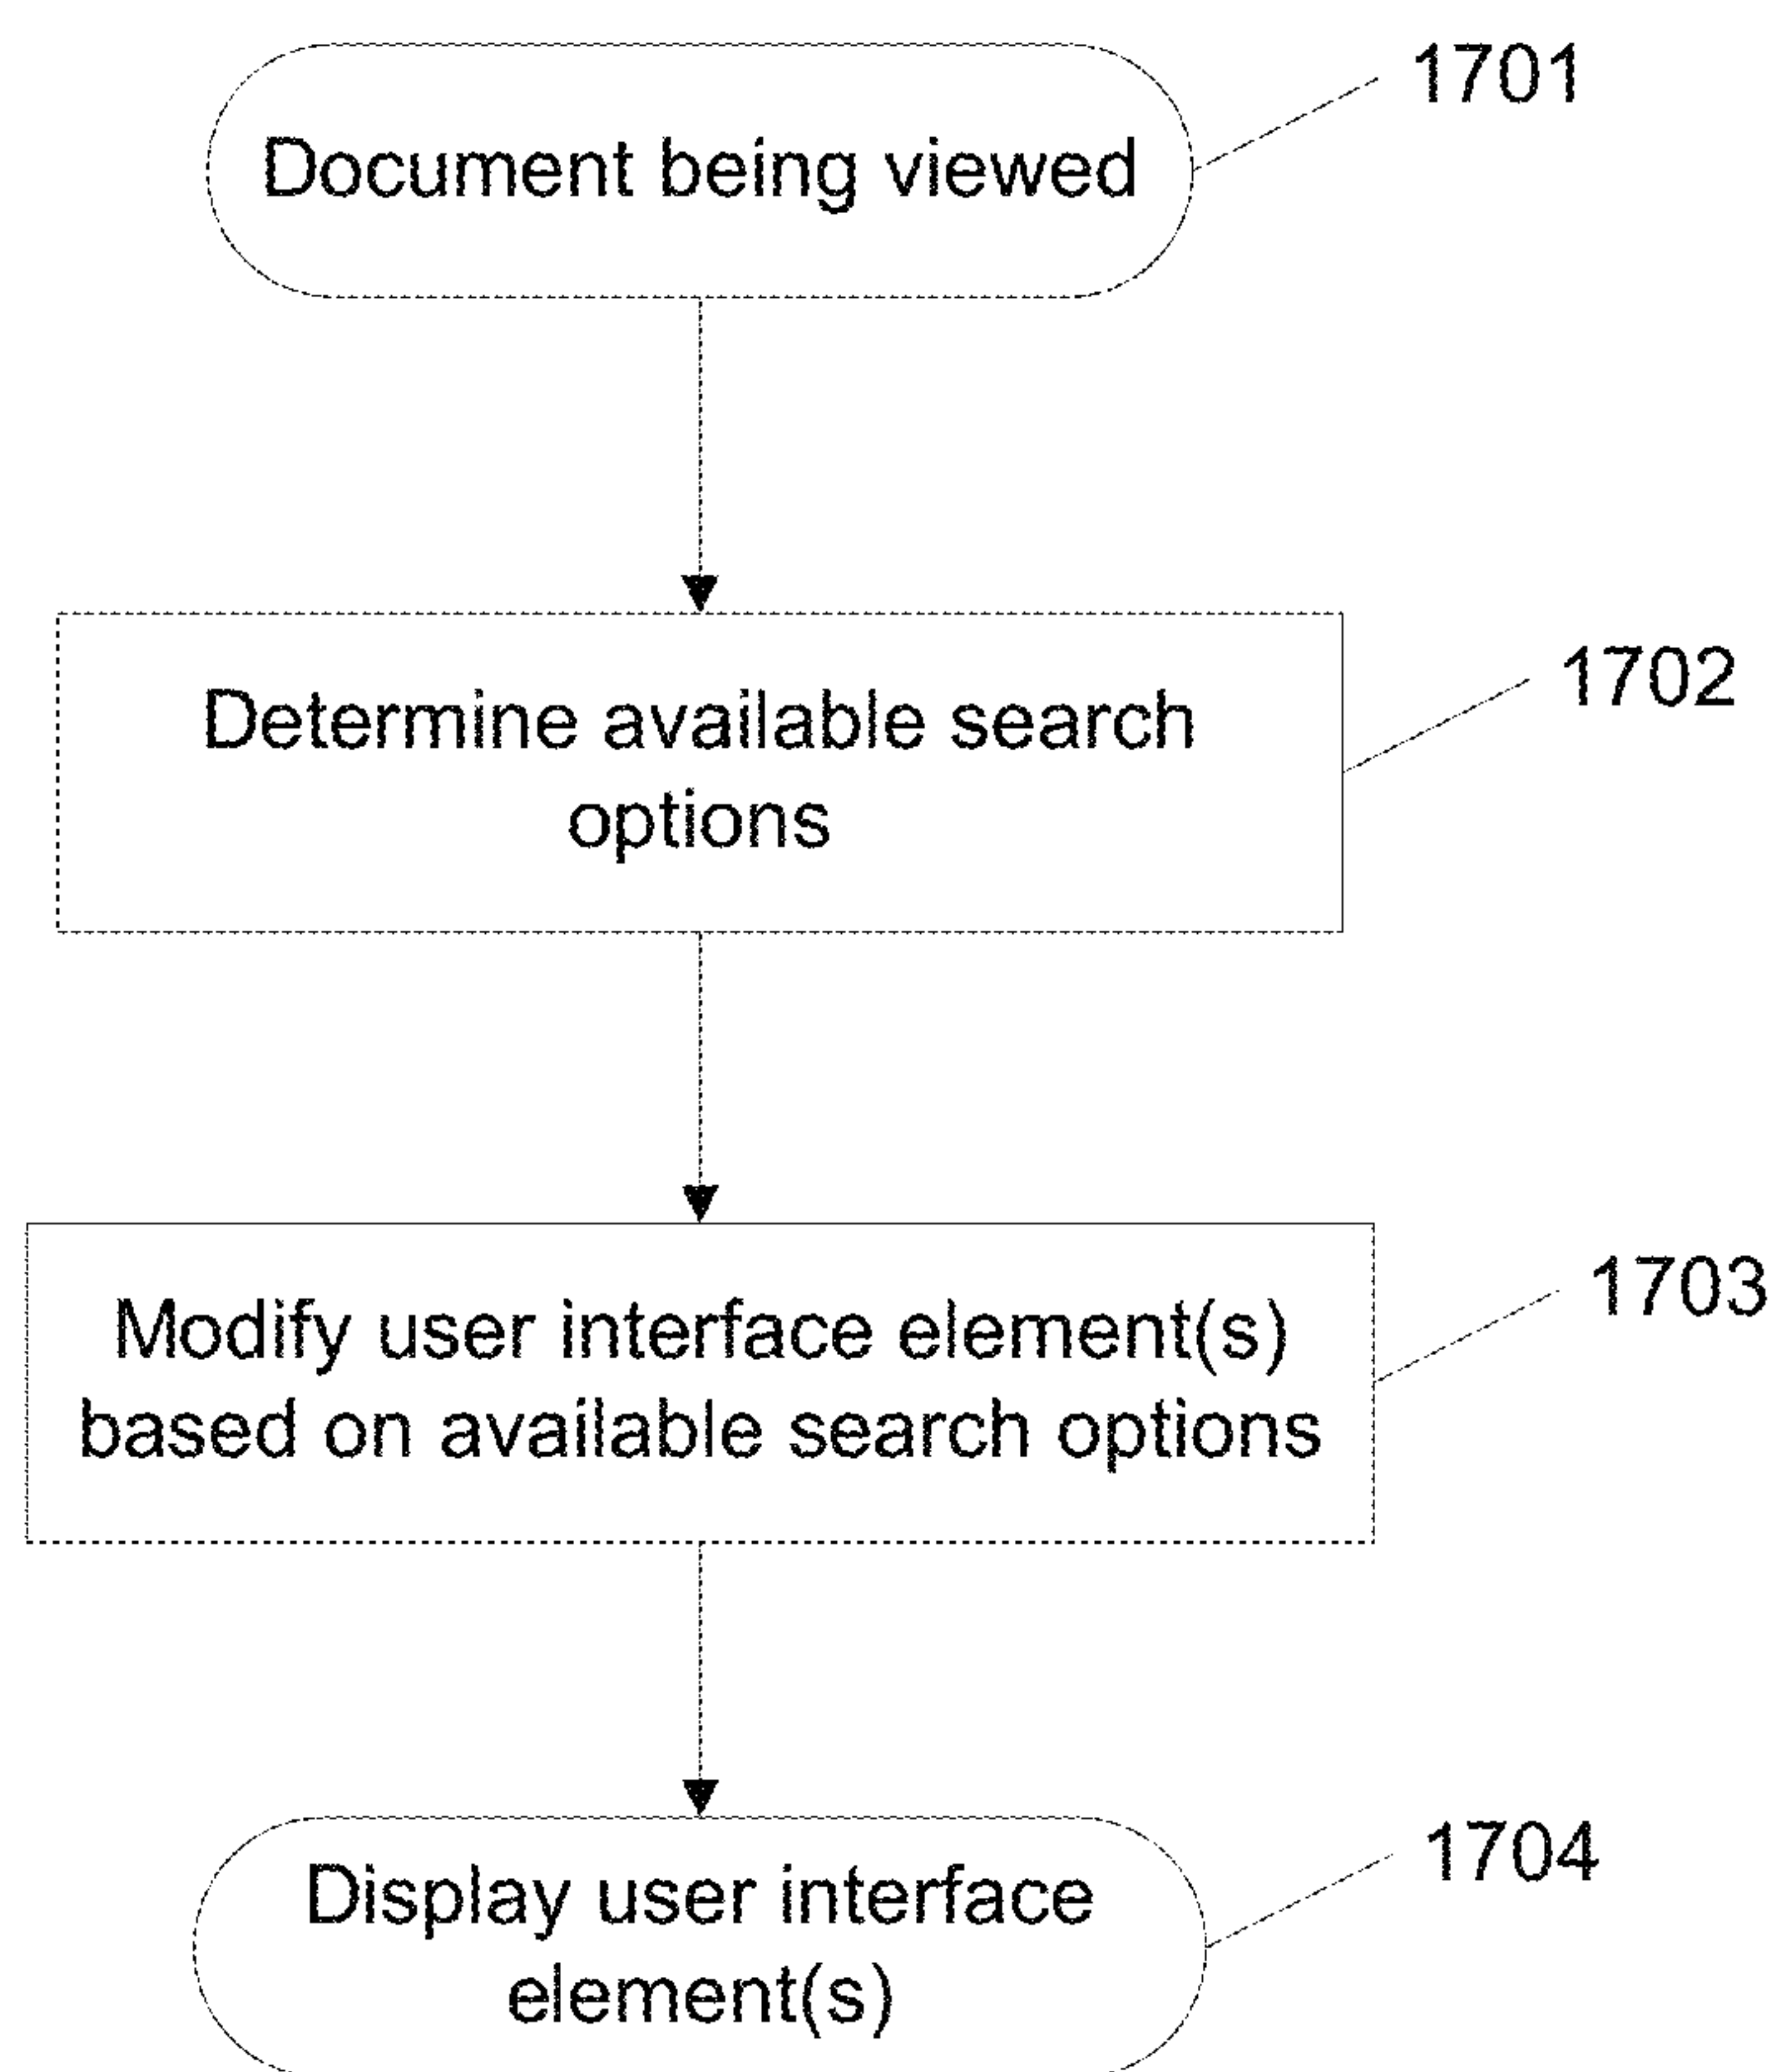 1701
Document being viewed
1702
Determine available search
options
1703
Modify user interface element(s)
based on available search options
1704
Display user interface
element(s)